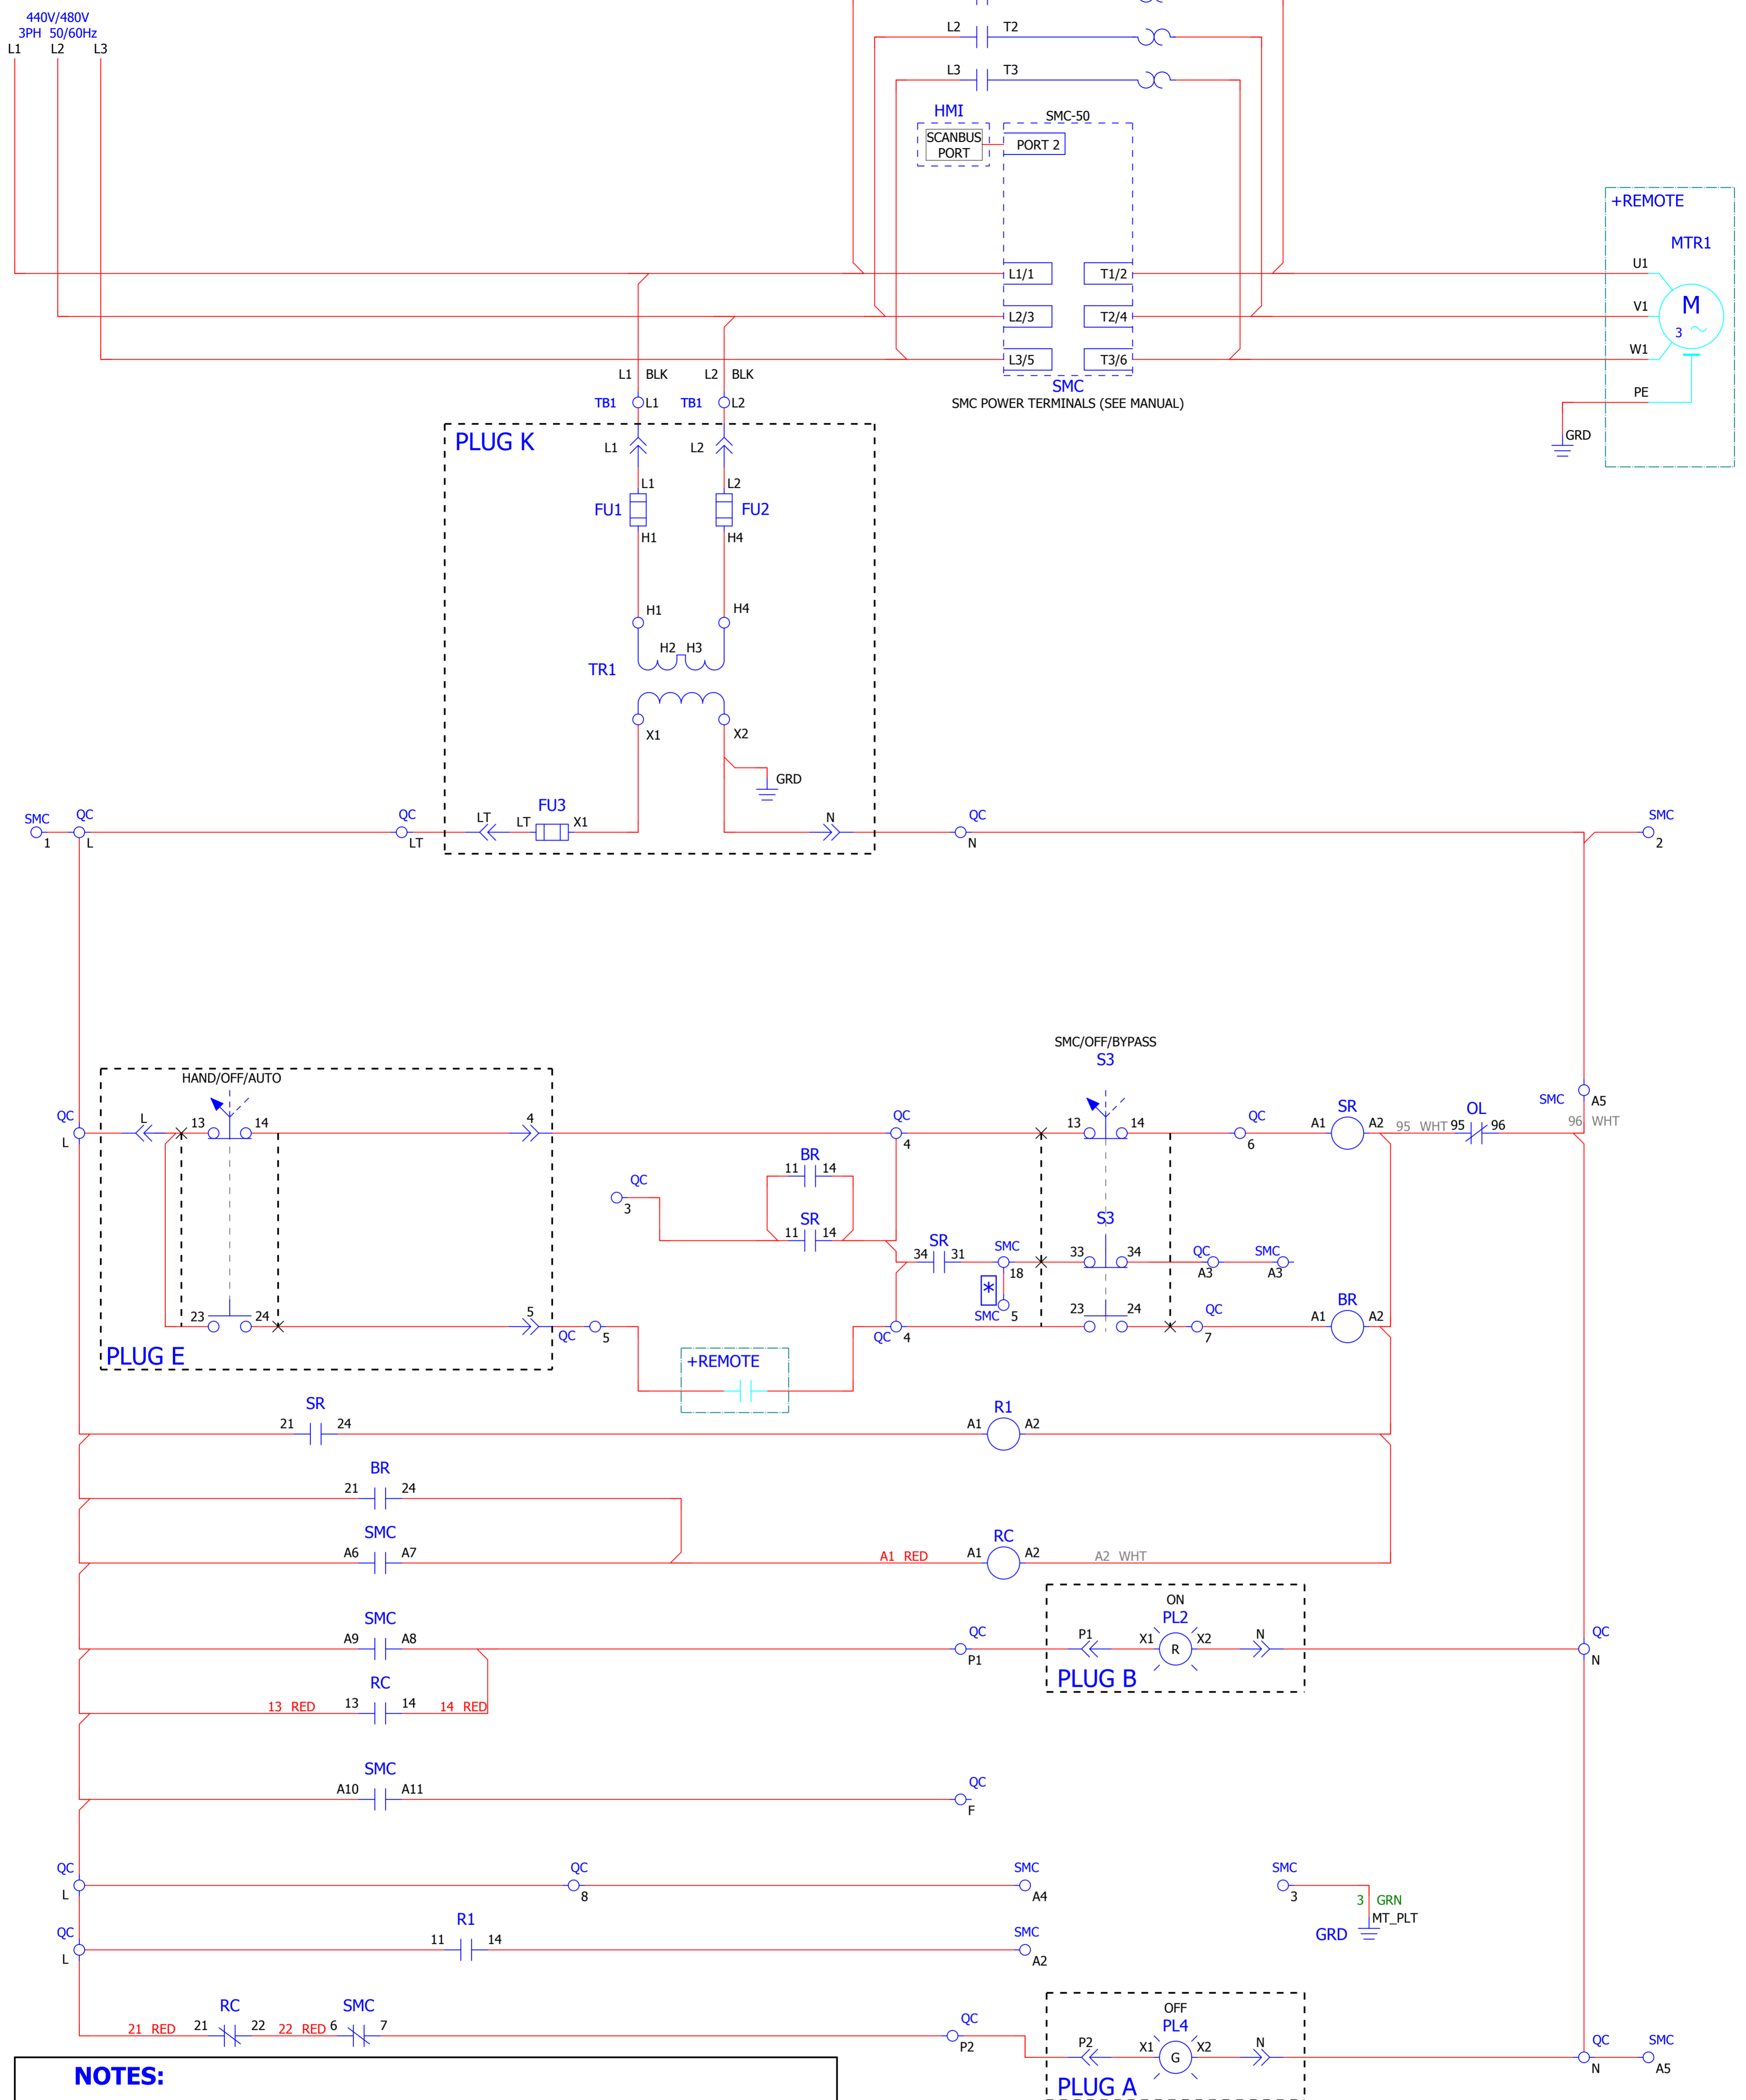 440V/480V
3PH 50/60Hz
L1 L2 L3
L2 T2
L3 T3
HMI
SCANBUS
PORT
SMC-50
PORT 2
+REMOTE
MTR1
L1/1 T1/2 U1
L2/3 T2/4 V1
M
3
L3/5 T3/6 W1
SMC
SMC POWER TERMINALS (SEE MANUAL)
PE
GRD
L1 BLK L2 BLK
TB1 L1 TB1 L2
PLUG K
L1 L2
L1 L2
FU1 FU2
H1 H4
H1 H4
H2 H3
TR1
X1 X2
GRD
SMC QC QC FU3 QC SMC
LT LT X1 N
1 L LT N 2
SMC/OFF/BYPASS
S3
HAND/OFF/AUTO
QC L 13 14 4 QC 13 14 QC SR OL SMC A5
A1 A2 95 WHT 95 96 96 WHT
L 4 6
BR
11 14
QC
3
SR
11 14
S3
SR
34 31 SMC 33 34 QC SMC
18 A3 A3
*
SMC 5
23 24 5 QC 5 QC 4 23 24 QC 7 BR
A1 A2
PLUG E
+REMOTE
SR
21 24
R1
A1 A2
BR
21 24
SMC
A6 A7
RC
A1 RED A1 A2 A2 WHT
ON
PL2
SMC
A9 A8
QC
P1
P1 X1 R X2 N
QC
N
PLUG B
RC
13 RED 13 14 14 RED
SMC
A10 A11
QC
F
QC QC SMC SMC
L 8 A4 3
3 GRN
MT_PLT
GRD
QC
L
R1
11 14
SMC
A2
RC SMC
21 RED 21 22 22 RED 6 7
QC
P2
OFF
PL4
P2 X1 G X2 N
QC SMC
N A5
PLUG A
NOTES: